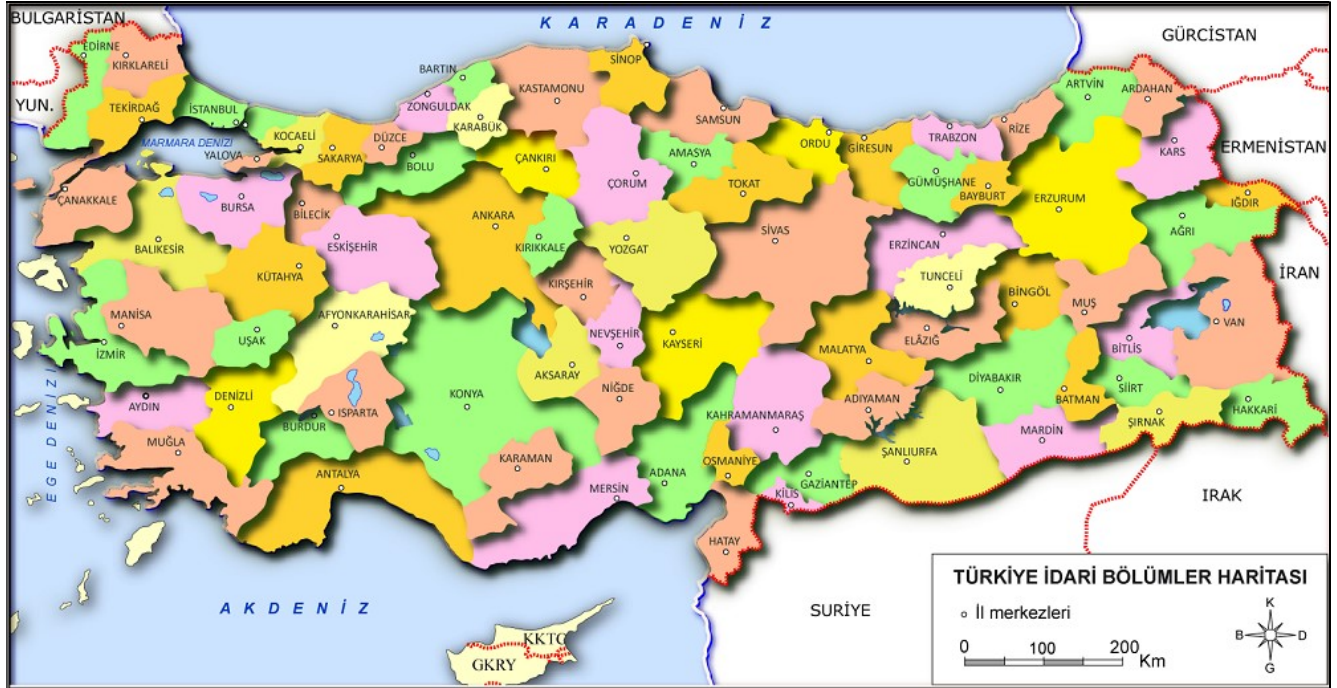 BULGARİSTAN
KARADENİZ
GÜRCİSTAN
EDİRNE
KIRKLARELİ
YUN.
TEKİRDAĞ
İSTANBUL
MARMARA DENİZİ
YALOVA
KOCAELİ
SAKARYA
DÜZCE
BOLU
ZONGULDAK
BARTIN
KARABÜK
KASTAMONU
SİNOP
SAMSUN
ÇANKIRI
ÇORUM
AMASYA
TOKAT
ORDU
GİRESUN
TRABZON
RİZE
ARTVİN
ARDAHAN
KARS
ERMENİSTAN
GÜMÜŞHANE
BAYBURT
ERZURUM
IĞDIR
AĞRI
İRAN
ÇANAKKALE
BALIKESİR
BURSA
BİLECİK
ESKİŞEHİR
KÜTAHYA
ANKARA
KIRIKKALE
YOZGAT
SİVAS
ERZİNCAN
TUNCELİ
BİNGÖL
MUŞ
VAN
MANİSA
İZMİR
UŞAK
AFYONKARAHİSAR
KIRŞEHİR
NEVŞEHİR
KAYSERİ
MALATYA
ELÂZIĞ
BİTLİS
EGE DENİZİ
AYDIN
DENİZLİ
ISPARTA
BURDUR
KONYA
AKSARAY
NİĞDE
KAHRAMANMARAŞ
ADIYAMAN
DİYABAKIR
BATMAN
SİİRT
ŞIRNAK
HAKKARİ
MUĞLA
ANTALYA
KARAMAN
MERSİN
ADANA
OSMANİYE
KİLİS
GAZİANTEP
ŞANLIURFA
MARDİN
HATAY
IRAK
SURİYE
AKDENİZ
KKTC
GKRY
TÜRKİYE İDARİ BÖLÜMLER HARİTASI
İl merkezleri
0 100 200
Km
K
B D
G